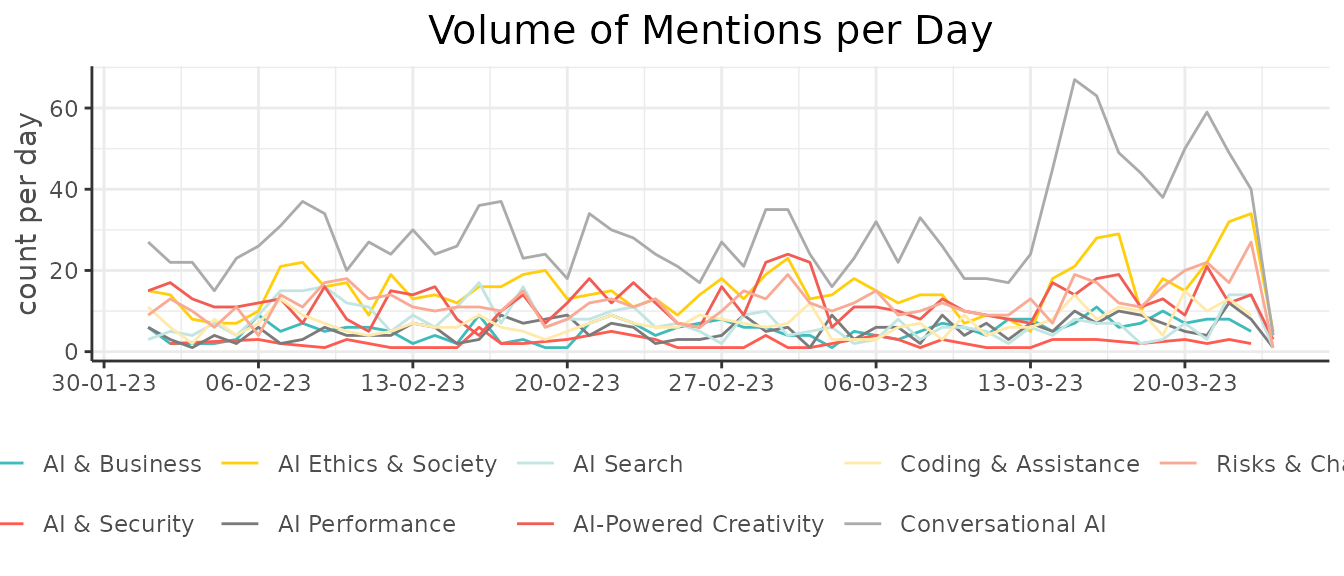 Volume of Mentions per Day
count per day
60
40
20
0
30-01-23 06-02-23 13-02-23 20-02-23 27-02-23 06-03-23 13-03-23 20-03-23
AI & Business AI Ethics & Society AI Search Coding & Assistance Risks &
AI & Security AI Performance AI-Powered Creativity Conversational AI